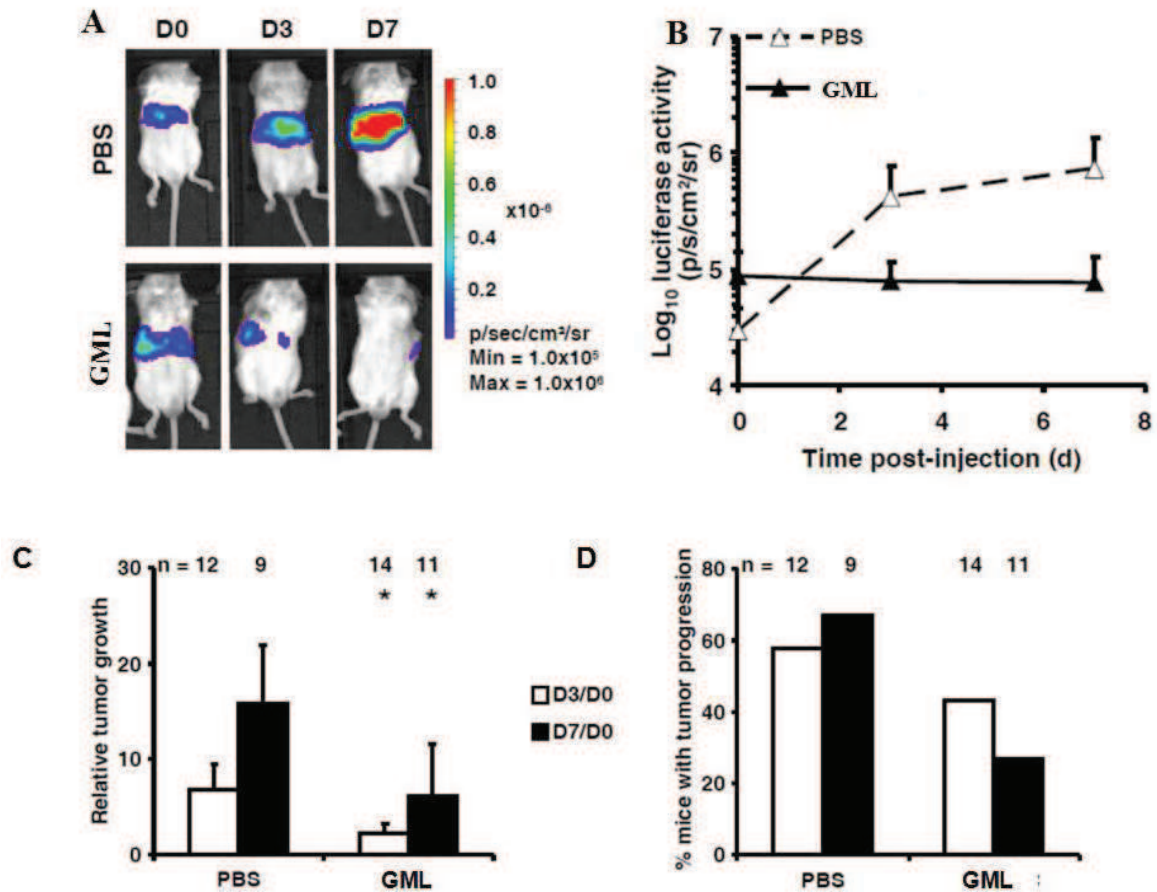 A
D0 D3 D7
PBS
GML
1.0
0.8
0.6
x10⁻⁶
0.4
0.2
p/sec/cm²/sr
Min = 1.0x10⁵
Max = 1.0x10⁶
B
Log₁₀ luciferase activity
(p/s/cm²/sr)
7
6
5
4
PBS
GML
0 2 4 6 8
Time post-injection (d)
C
Relative tumor growth
30
20
10
0
n = 12 9 14 11
* *
PBS GML
D3/D0
D7/D0
D
% mice with tumor progression
80
60
40
20
0
n = 12 9 14 11
PBS GML